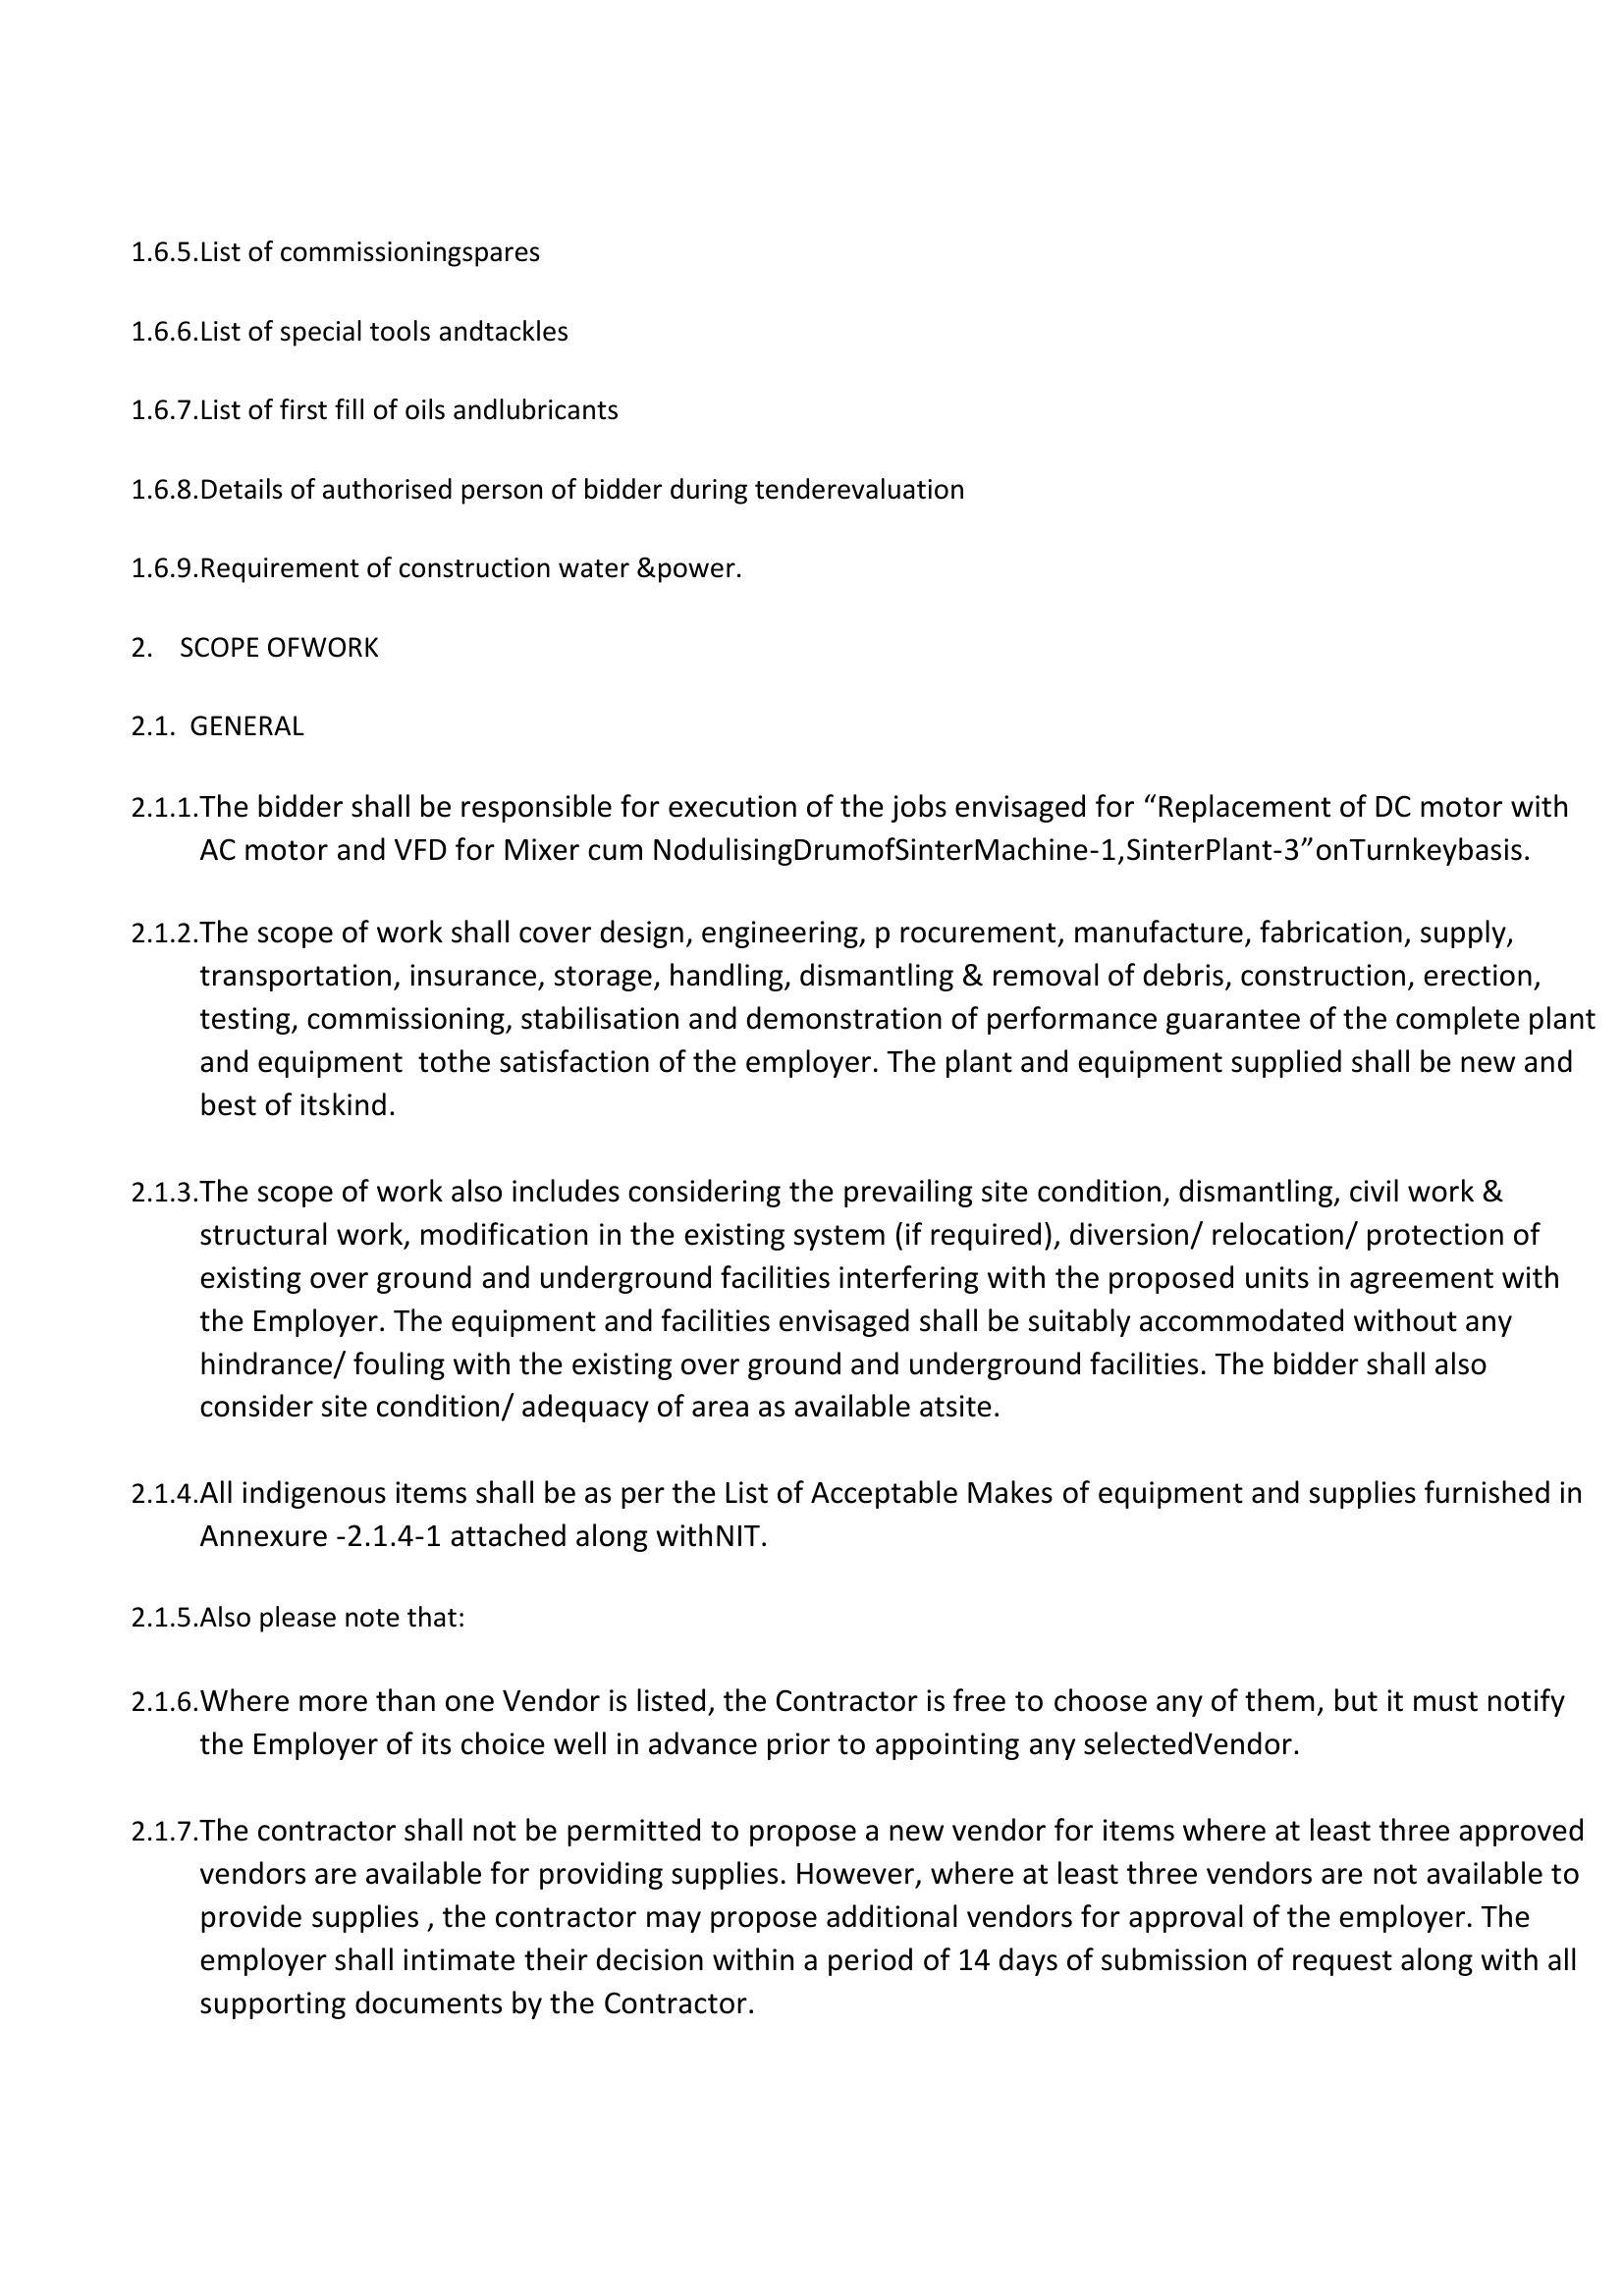 1.6.5.List of commissioningspares
1.6.6.List of special tools andtackles
1.6.7.List of first fill of oils andlubricants
1.6.8.Details of authorised person of bidder during tenderevaluation
1.6.9.Requirement of construction water &power.
2. SCOPE OFWORK
2.1. GENERAL
2.1.1.The bidder shall be responsible for execution of the jobs envisaged for “Replacement of DC motor with
AC motor and VFD for Mixer cum NodulisingDrumofSinterMachine-1,SinterPlant-3”onTurnkeybasis.
2.1.2.The scope of work shall cover design, engineering, p rocurement, manufacture, fabrication, supply,
transportation, insurance, storage, handling, dismantling & removal of debris, construction, erection,
testing, commissioning, stabilisation and demonstration of performance guarantee of the complete plant
and equipment tothe satisfaction of the employer. The plant and equipment supplied shall be new and
best of itskind.
2.1.3.The scope of work also includes considering the prevailing site condition, dismantling, civil work &
structural work, modification in the existing system (if required), diversion/ relocation/ protection of
existing over ground and underground facilities interfering with the proposed units in agreement with
the Employer. The equipment and facilities envisaged shall be suitably accommodated without any
hindrance/ fouling with the existing over ground and underground facilities. The bidder shall also
consider site condition/ adequacy of area as available atsite.
2.1.4.All indigenous items shall be as per the List of Acceptable Makes of equipment and supplies furnished in
Annexure -2.1.4-1 attached along withNIT.
2.1.5.Also please note that:
2.1.6.Where more than one Vendor is listed, the Contractor is free to choose any of them, but it must notify
the Employer of its choice well in advance prior to appointing any selectedVendor.
2.1.7.The contractor shall not be permitted to propose a new vendor for items where at least three approved
vendors are available for providing supplies. However, where at least three vendors are not available to
provide supplies , the contractor may propose additional vendors for approval of the employer. The
employer shall intimate their decision within a period of 14 days of submission of request along with all
supporting documents by the Contractor.